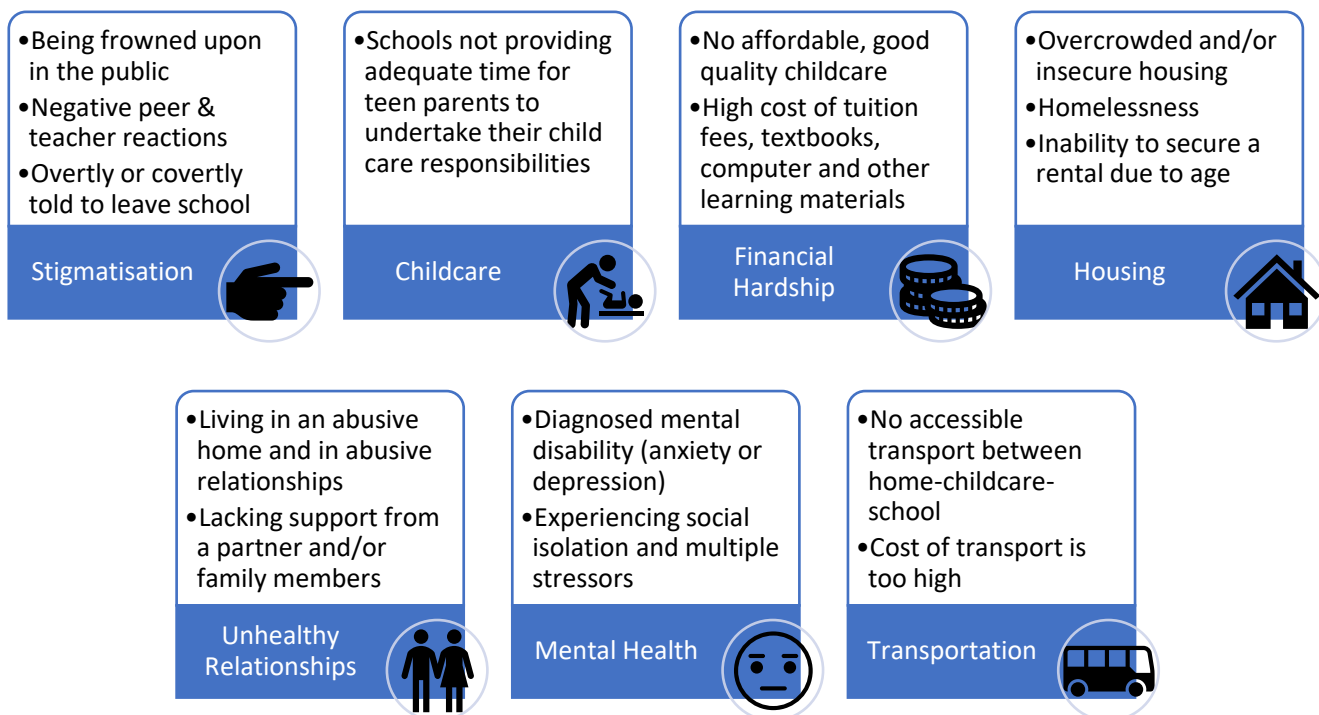 •Being frowned upon
in the public
•Negative peer &
teacher reactions
•Overtly or covertly
told to leave school
Stigmatisation
•Schools not providing
adequate time for
teen parents to
undertake their child
care responsibilities
Childcare
•No affordable, good
quality childcare
•High cost of tuition
fees, textbooks,
computer and other
learning materials
Financial
Hardship
•Overcrowded and/or
insecure housing
•Homelessness
•Inability to secure a
rental due to age
Housing
•Living in an abusive
home and in abusive
relationships
•Lacking support from
a partner and/or
family members
Unhealthy
Relationships
•Diagnosed mental
disability (anxiety or
depression)
•Experiencing social
isolation and multiple
stressors
Mental Health
•No accessible
transport between
home-childcare-
school
•Cost of transport is
too high
Transportation